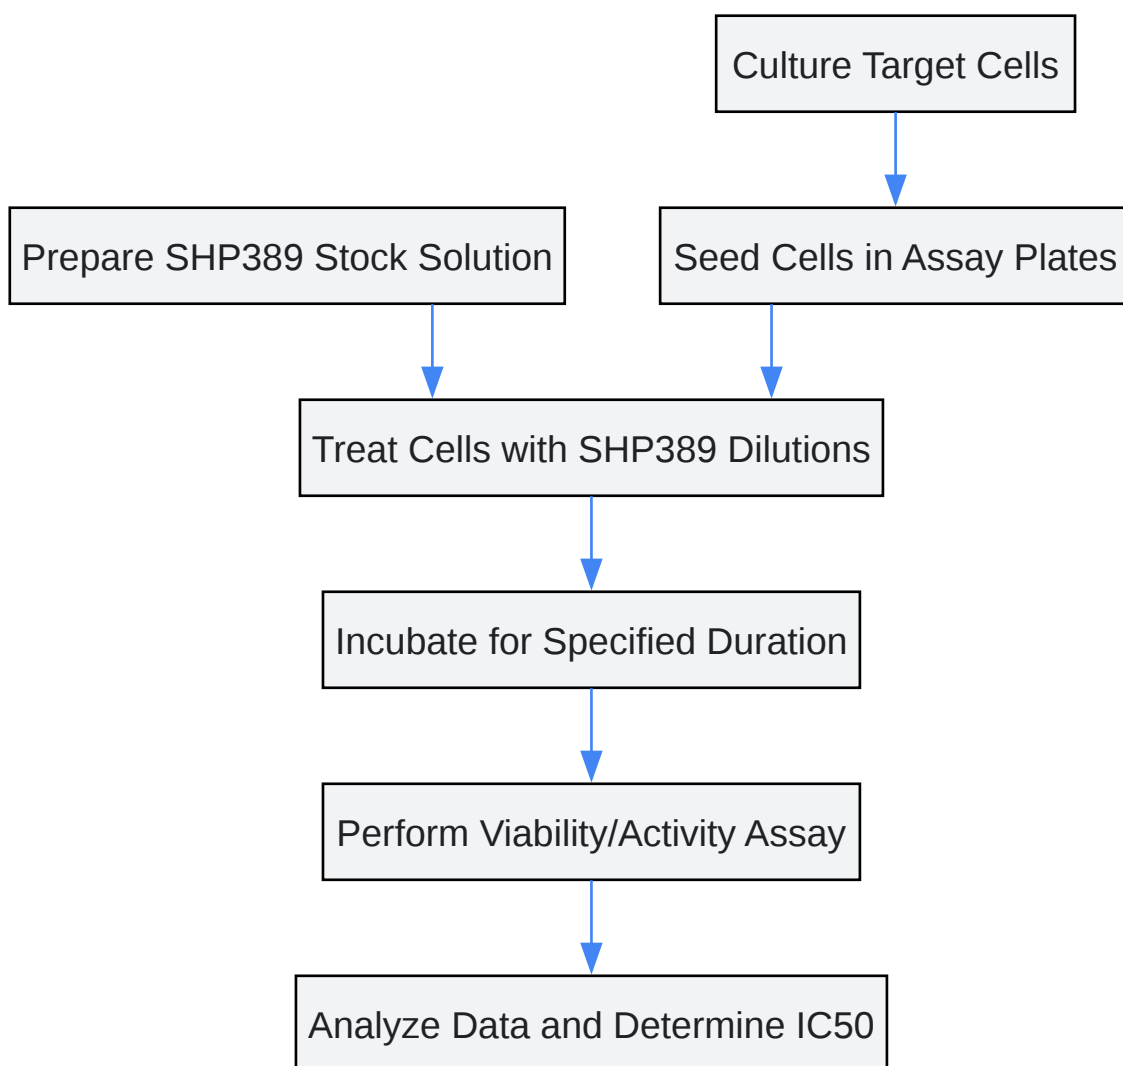 Culture Target Cells
Prepare SHP389 Stock Solution
Seed Cells in Assay Plates
Treat Cells with SHP389 Dilutions
Incubate for Specified Duration
Perform Viability/Activity Assay
Analyze Data and Determine IC50